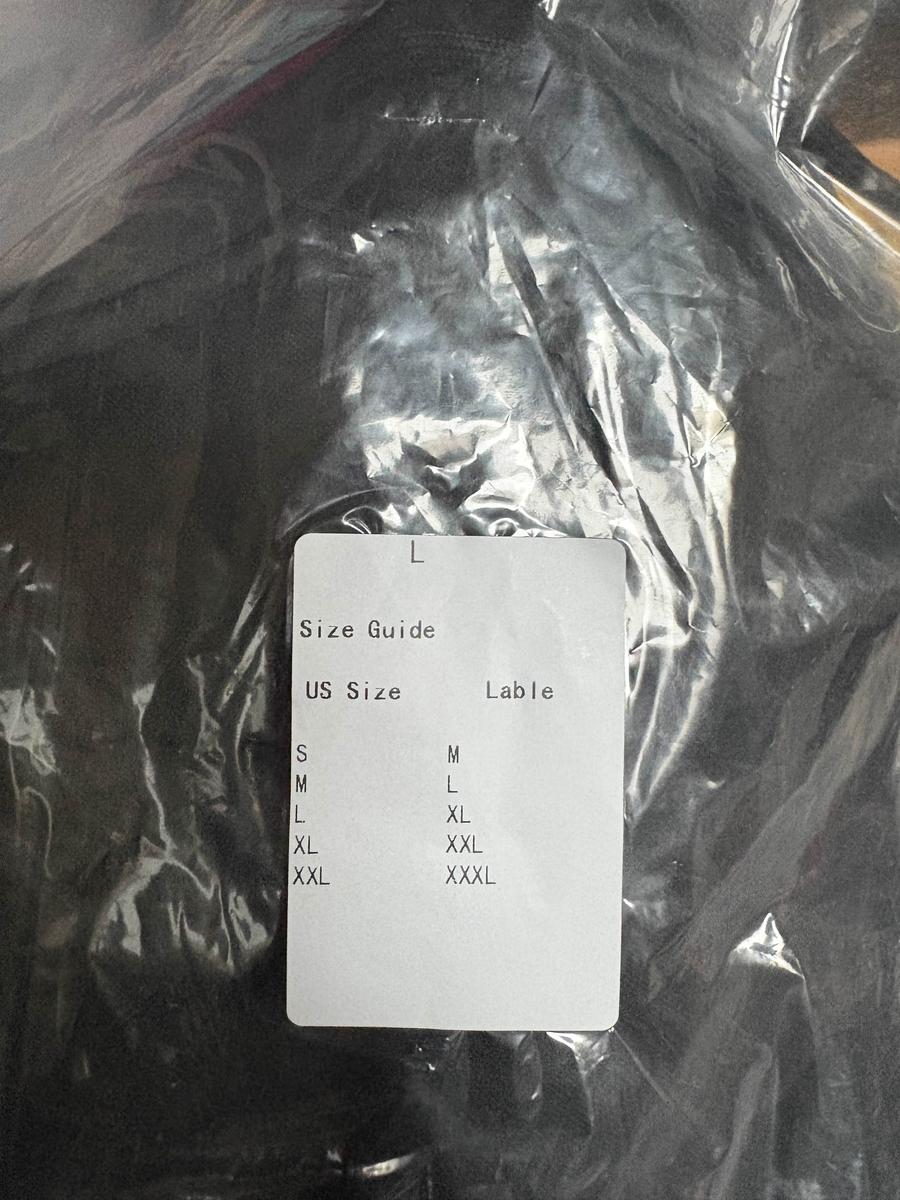 L
Size Guide
US Size Lable
S M
M L
L XL
XL XXL
XXL XXXL